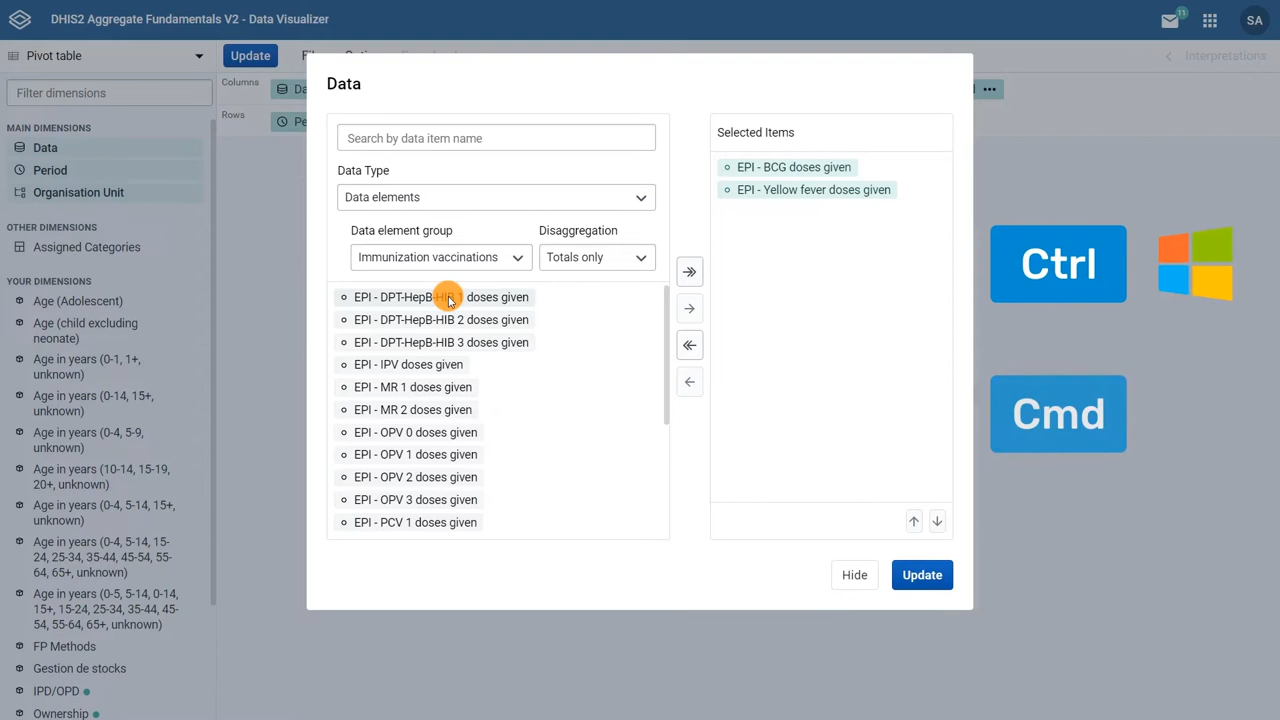 DHIS2 Aggregate Fundamentals V2 - Data Visualizer
11
SA
Pivot table
Update
Interpretations
Filter dimensions
Columns
Rows
MAIN DIMENSIONS
Data
Period
Organisation Unit
OTHER DIMENSIONS
Assigned Categories
YOUR DIMENSIONS
Age (Adolescent)
Age (child excluding
neonate)
Age in years (0-1, 1+,
unknown)
Age in years (0-14, 15+,
unknown)
Age in years (0-4, 5-9,
unknown)
Age in years (10-14, 15-19,
20+, unknown)
Age in years (0-4, 5-14, 15+,
unknown)
Age in years (0-4, 5-14, 15-
24, 25-34, 35-44, 45-54, 55-
64, 65+, unknown)
Age in years (0-5, 5-14, 0-14,
15+, 15-24, 25-34, 35-44, 45-
54, 55-64, 65+, unknown)
FP Methods
Gestion de stocks
IPD/OPD
Ownership
Data
Search by data item name
Data Type
Data elements
Data element group
Disaggregation
Immunization vaccinations
Totals only
EPI - DPT-HepB-HIB 1 doses given
EPI - DPT-HepB-HIB 2 doses given
EPI - DPT-HepB-HIB 3 doses given
EPI - IPV doses given
EPI - MR 1 doses given
EPI - MR 2 doses given
EPI - OPV 0 doses given
EPI - OPV 1 doses given
EPI - OPV 2 doses given
EPI - OPV 3 doses given
EPI - PCV 1 doses given
Selected Items
EPI - BCG doses given
EPI - Yellow fever doses given
Hide
Update
Ctrl
Cmd